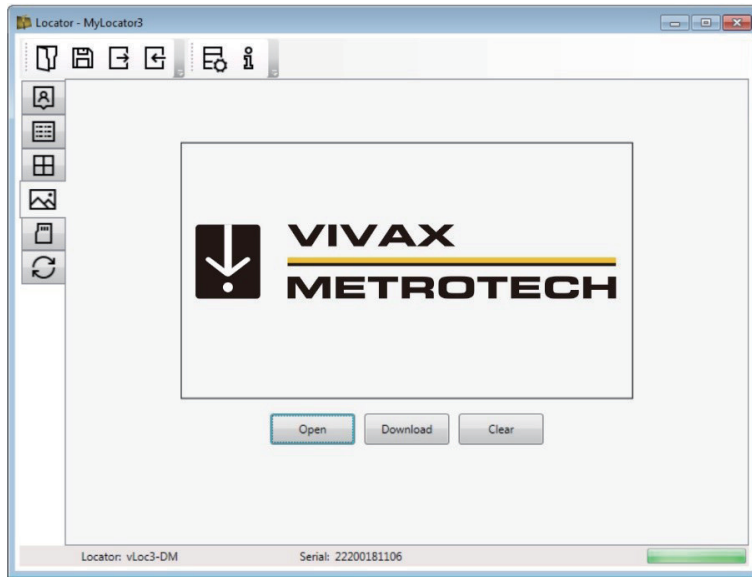 Locator - MyLocator3
VIVAX
METROTECH
Open Download Clear
Locator: vLoc3-DM Serial: 22200181106